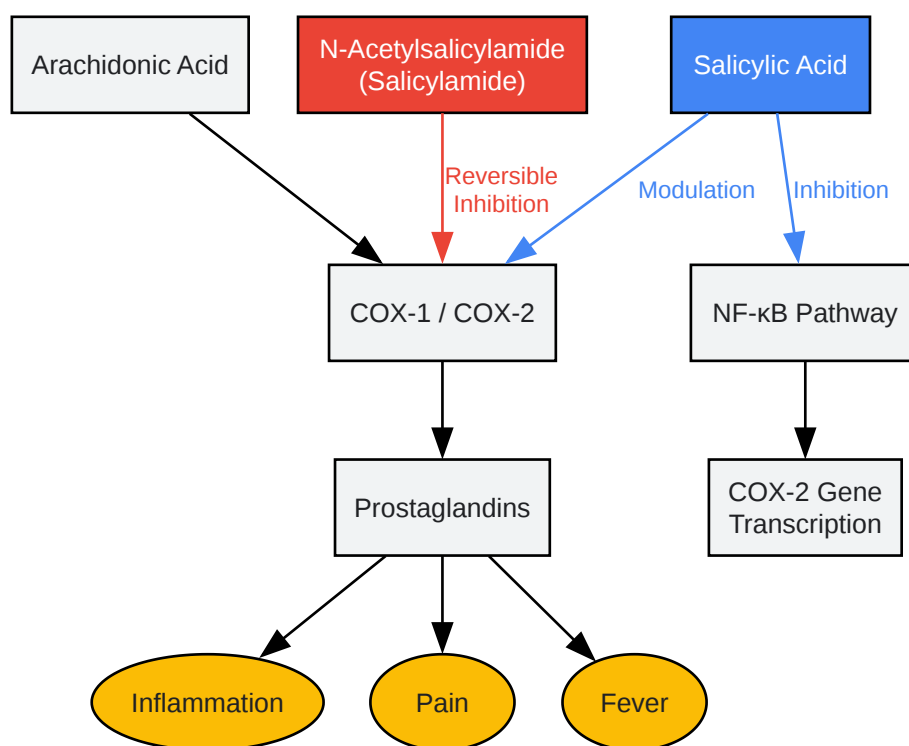 Arachidonic Acid
N-Acetylsalicylamide
(Salicylamide)
Salicylic Acid
Reversible
Inhibition
Modulation
Inhibition
COX-1 / COX-2
NF-κB Pathway
Prostaglandins
COX-2 Gene
Transcription
Inflammation
Pain
Fever